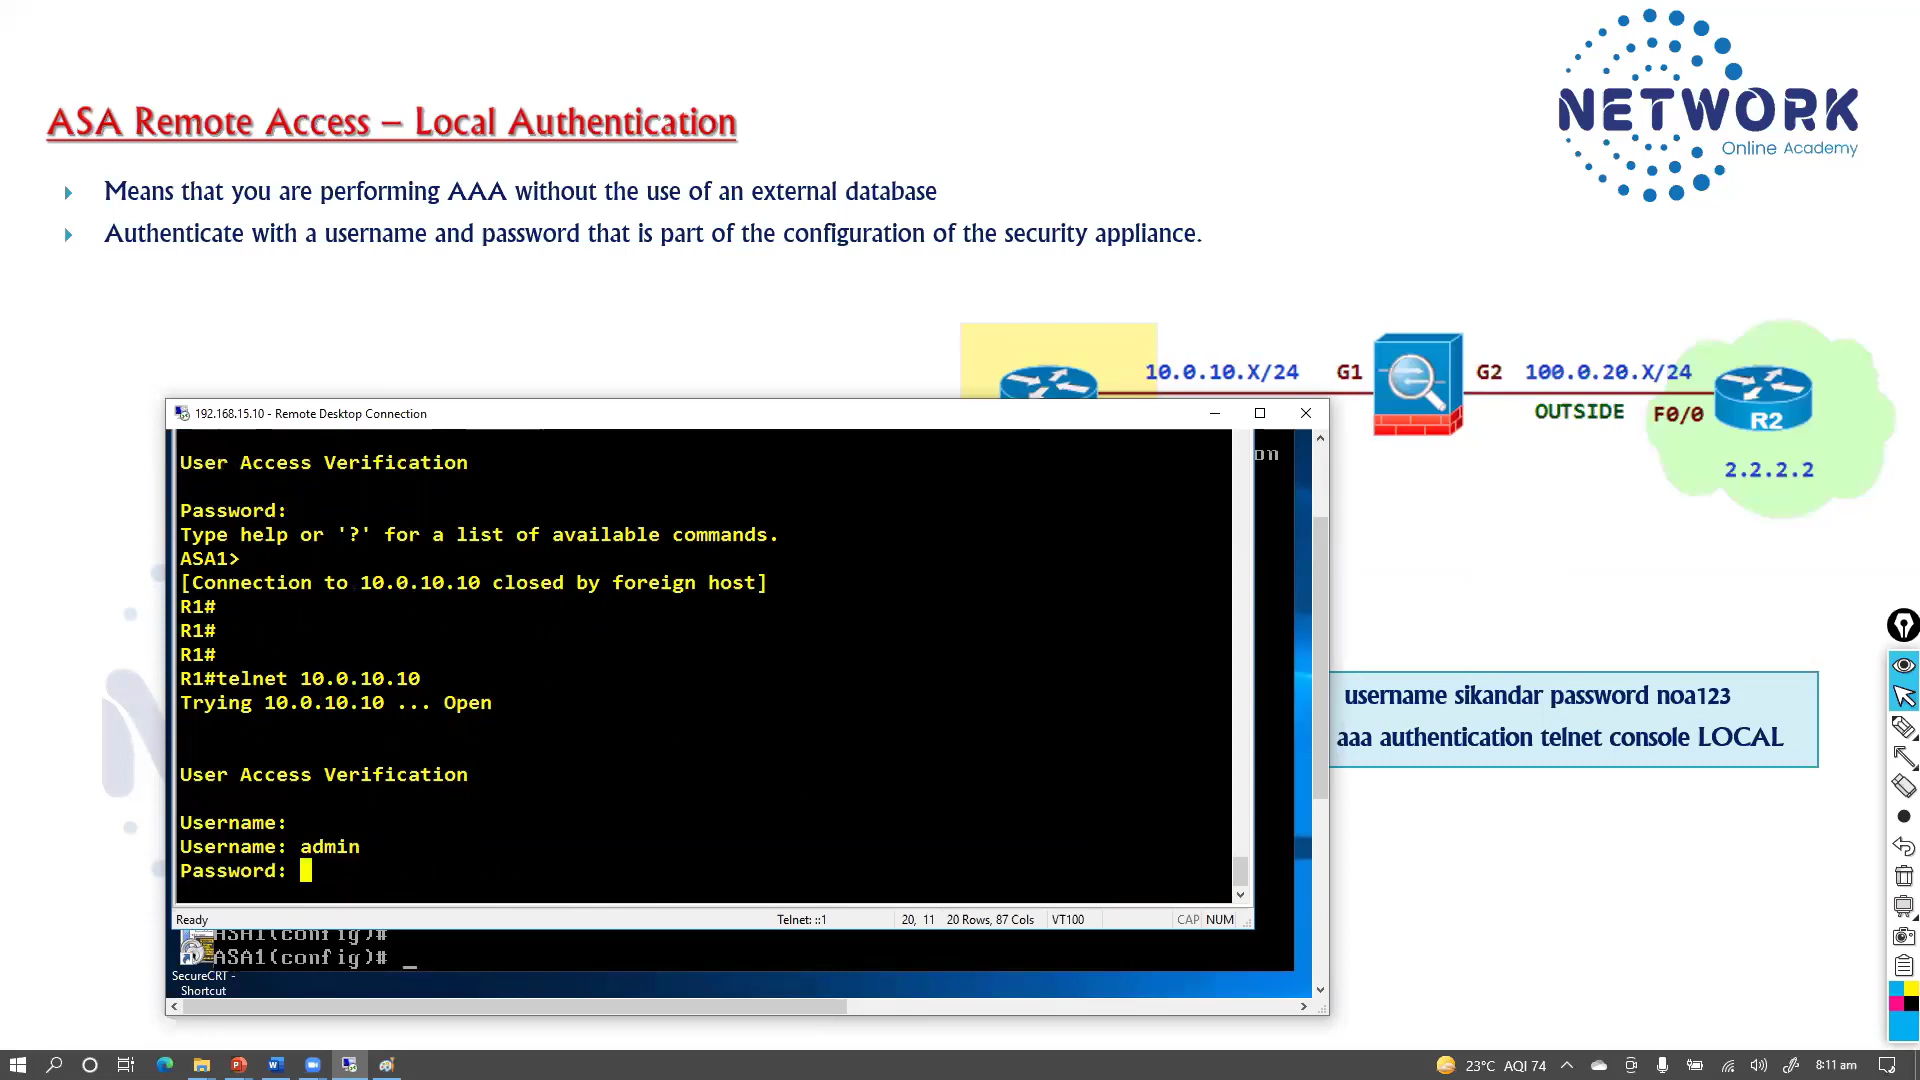 NETWORK
Online Academy
ASA Remote Access – Local Authentication
Means that you are performing AAA without the use of an external database
Authenticate with a username and password that is part of the configuration of the security appliance.
10.0.10.X/24 G1 G2 100.0.20.X/24
OUTSIDE F0/0 R2
2.2.2.2
192.168.15.10 - Remote Desktop Connection
on
User Access Verification
Password:
Type help or '?' for a list of available commands.
ASA1>
[Connection to 10.0.10.10 closed by foreign host]
R1#
R1#
R1#
R1#telnet 10.0.10.10
Trying 10.0.10.10 ... Open
User Access Verification
Username:
Username: admin
Password:
Ready Telnet: ::1 20, 11 20 Rows, 87 Cols VT100 CAP NUM
ASA1(config)#
ASA1(config)# _
SecureCRT -
Shortcut
username sikandar password noa123
aaa authentication telnet console LOCAL
23°C AQI 74 8:11 am